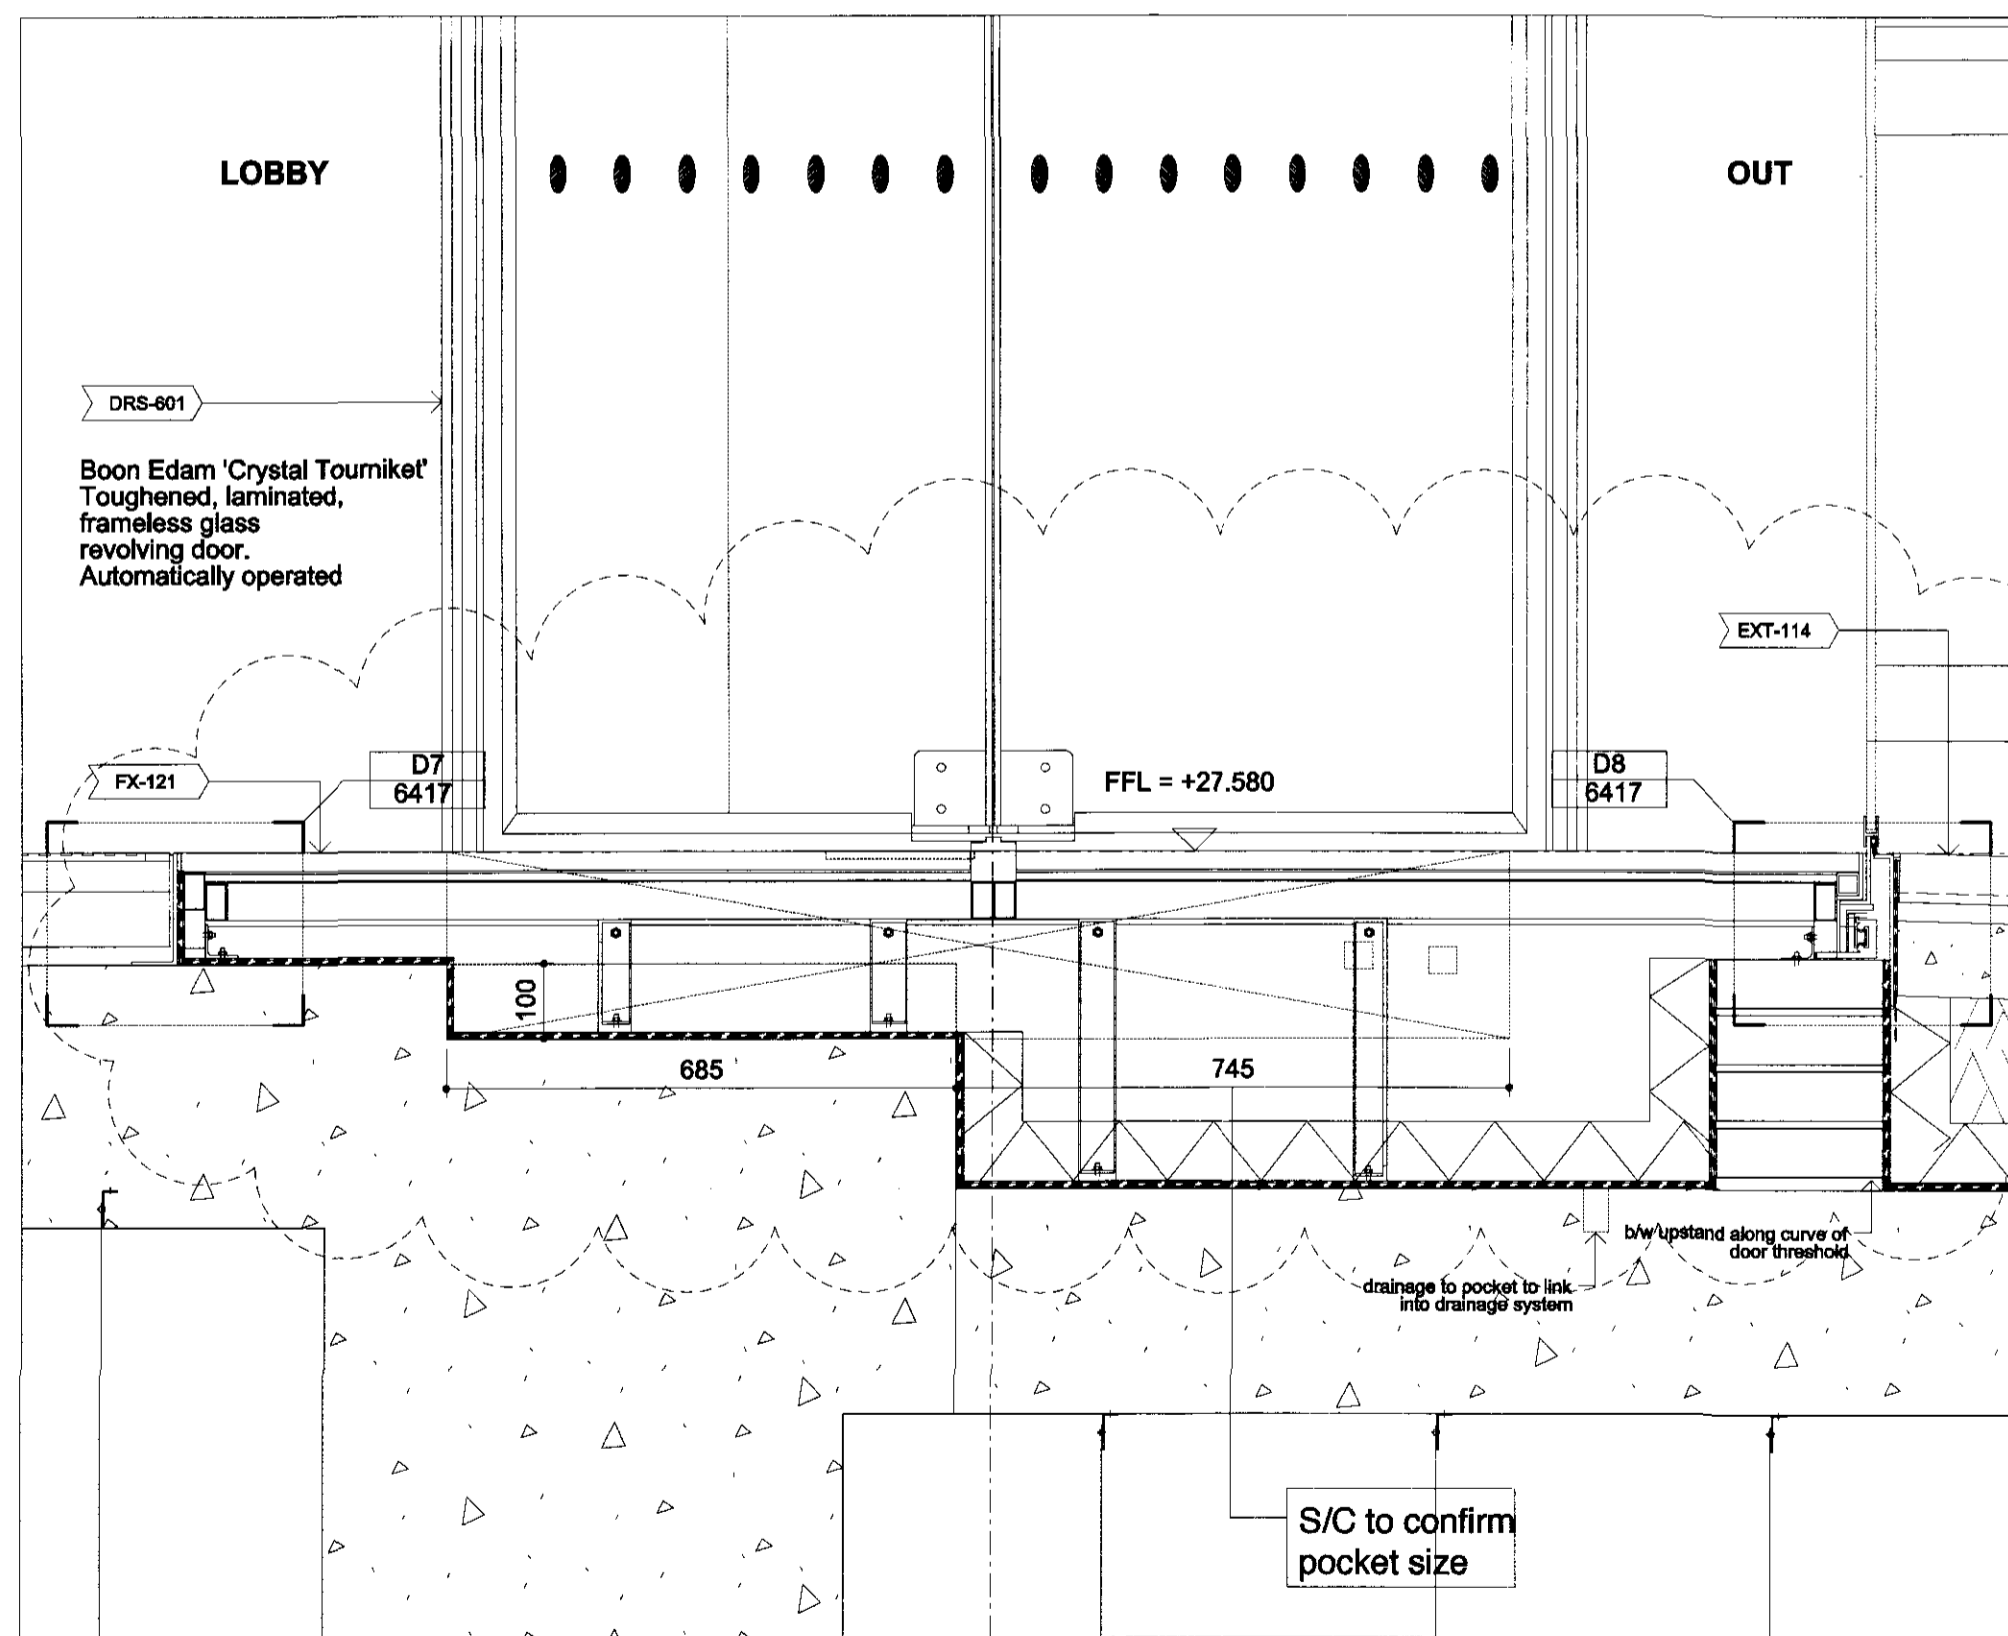 LOBBY
OUT
DRS-601
Boon Edam 'Crystal Tourniket'
Toughened, laminated,
frameless glass
revolving door.
Automatically operated
EXT-114
FX-121
D7
6417
FFL = +27.580
D8
6417
100
685
745
b/w upstand along curve of
door threshold
drainage to pocket to link
into drainage system
S/C to confirm
pocket size